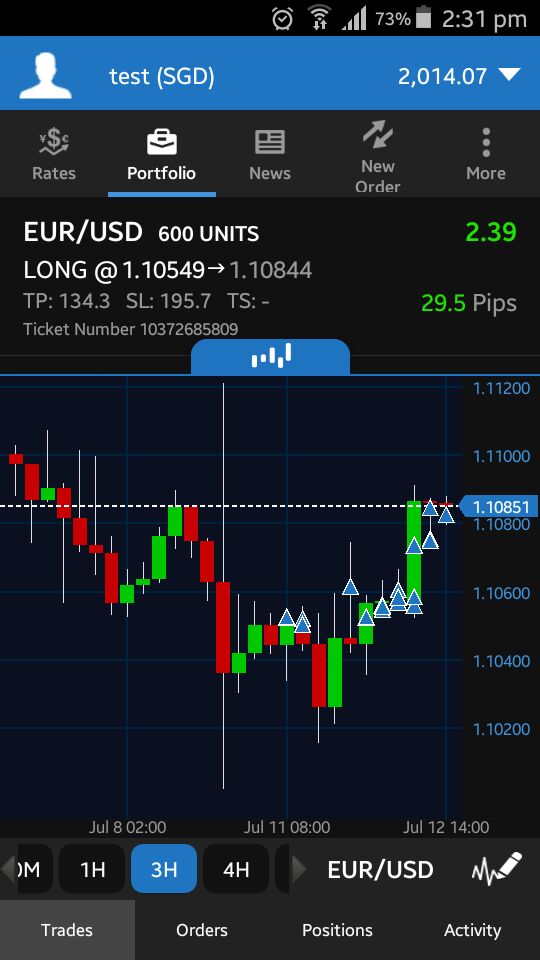 73% 2:31 pm
test (SGD) 2,014.07
Rates Portfolio News New Order More
EUR/USD 600 UNITS 2.39
LONG @ 1.10549→1.10844
TP: 134.3 SL: 195.7 TS: - 29.5 Pips
Ticket Number 10372685809
1.11200
1.11000
1.10851
1.10800
1.10600
1.10400
1.10200
Jul 8 02:00 Jul 11 08:00 Jul 12 14:00
0M 1H 3H 4H EUR/USD
Trades Orders Positions Activity